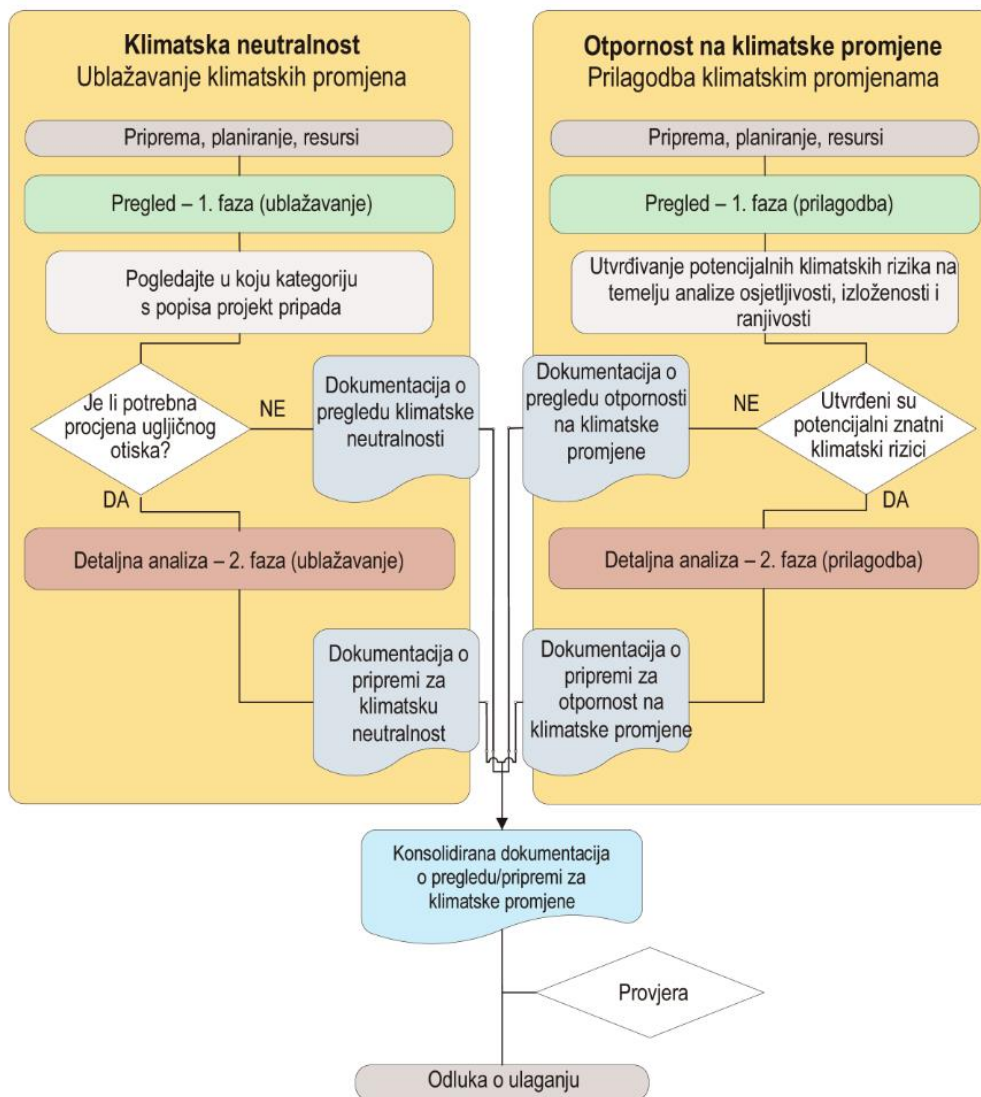 Klimatska neutralnost
Ublažavanje klimatskih promjena
Priprema, planiranje, resursi
Pregled – 1. faza (ublažavanje)
Pogledajte u koju kategoriju
s popisa projekt pripada
Je li potrebna
procjena ugljičnog
otiska?
NE
DA
Dokumentacija o
pregledu klimatske
neutralnosti
Detaljna analiza – 2. faza (ublažavanje)
Dokumentacija o
pripremi za
klimatsku
neutralnost
Otpornost na klimatske promjene
Prilagodba klimatskim promjenama
Priprema, planiranje, resursi
Pregled – 1. faza (prilagodba)
Utvrđivanje potencijalnih klimatskih rizika na
temelju analize osjetljivosti, izloženosti i
ranjivosti
Utvrđeni su
potencijalni znatni
klimatski rizici
NE
DA
Dokumentacija o
pregledu otpornosti
na klimatske
promjene
Detaljna analiza – 2. faza (prilagodba)
Dokumentacija o
pripremi za
otpornost na
klimatske promjene
Konsolidirana dokumentacija
o pregledu/pripremi za
klimatske promjene
Provjera
Odluka o ulaganju